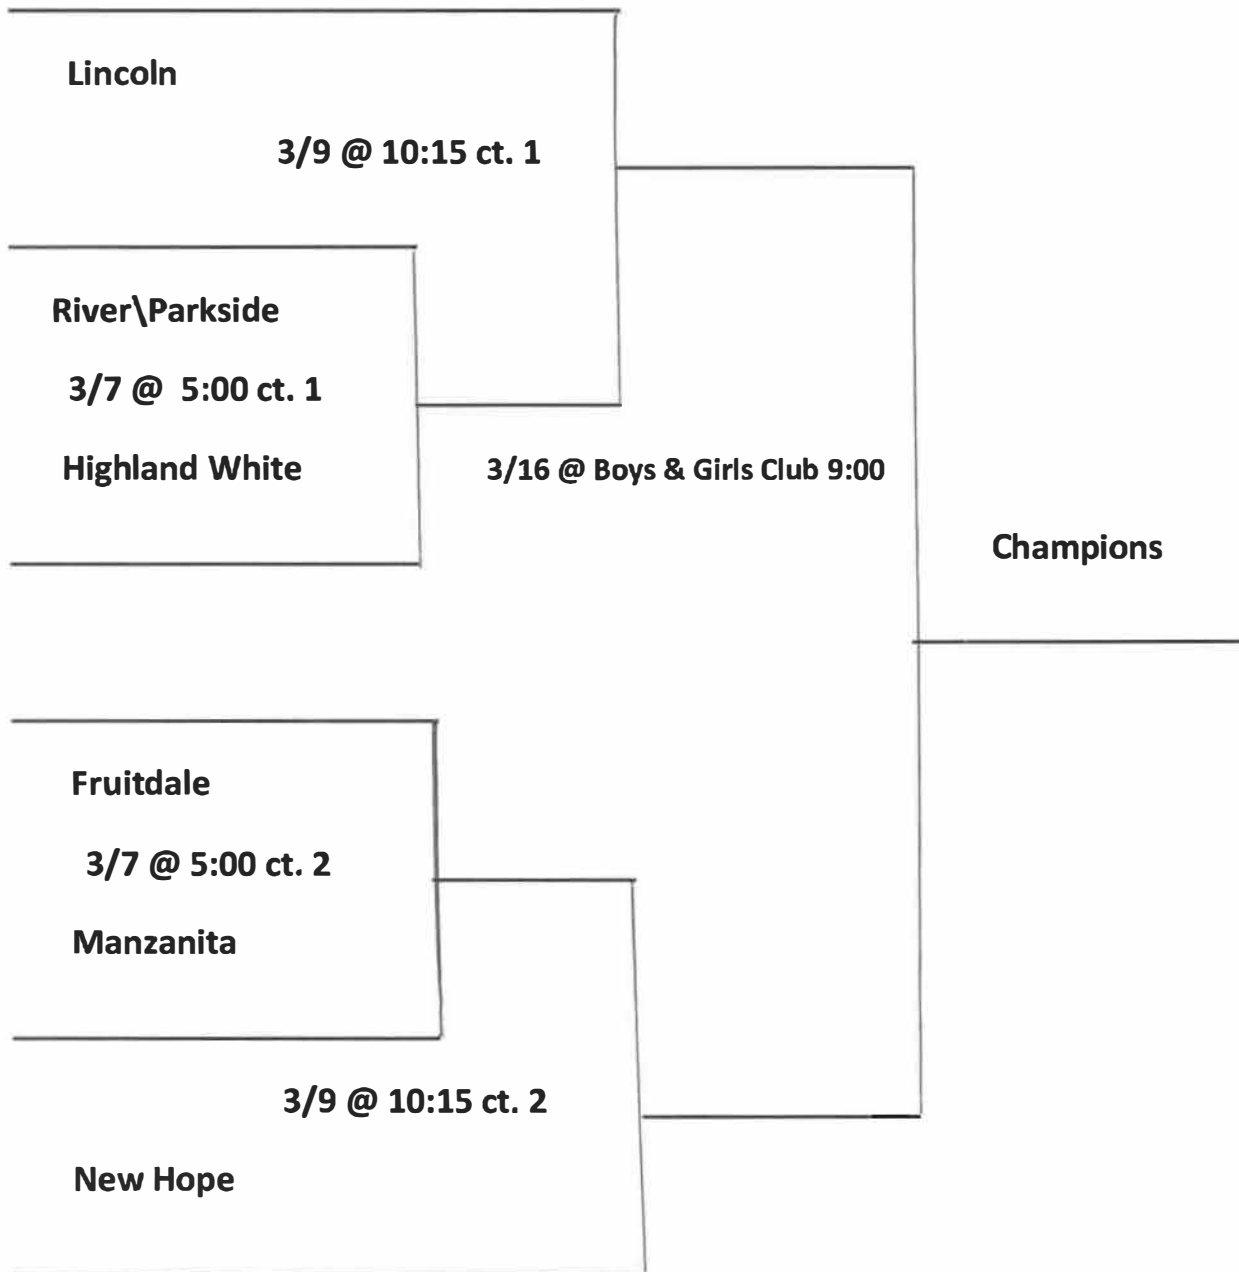 Lincoln
3/9 @ 10:15 ct. 1
River\Parkside
3/7 @ 5:00 ct. 1
Highland White
3/16 @ Boys & Girls Club 9:00
Champions
Fruitdale
3/7 @ 5:00 ct. 2
Manzanita
3/9 @ 10:15 ct. 2
New Hope